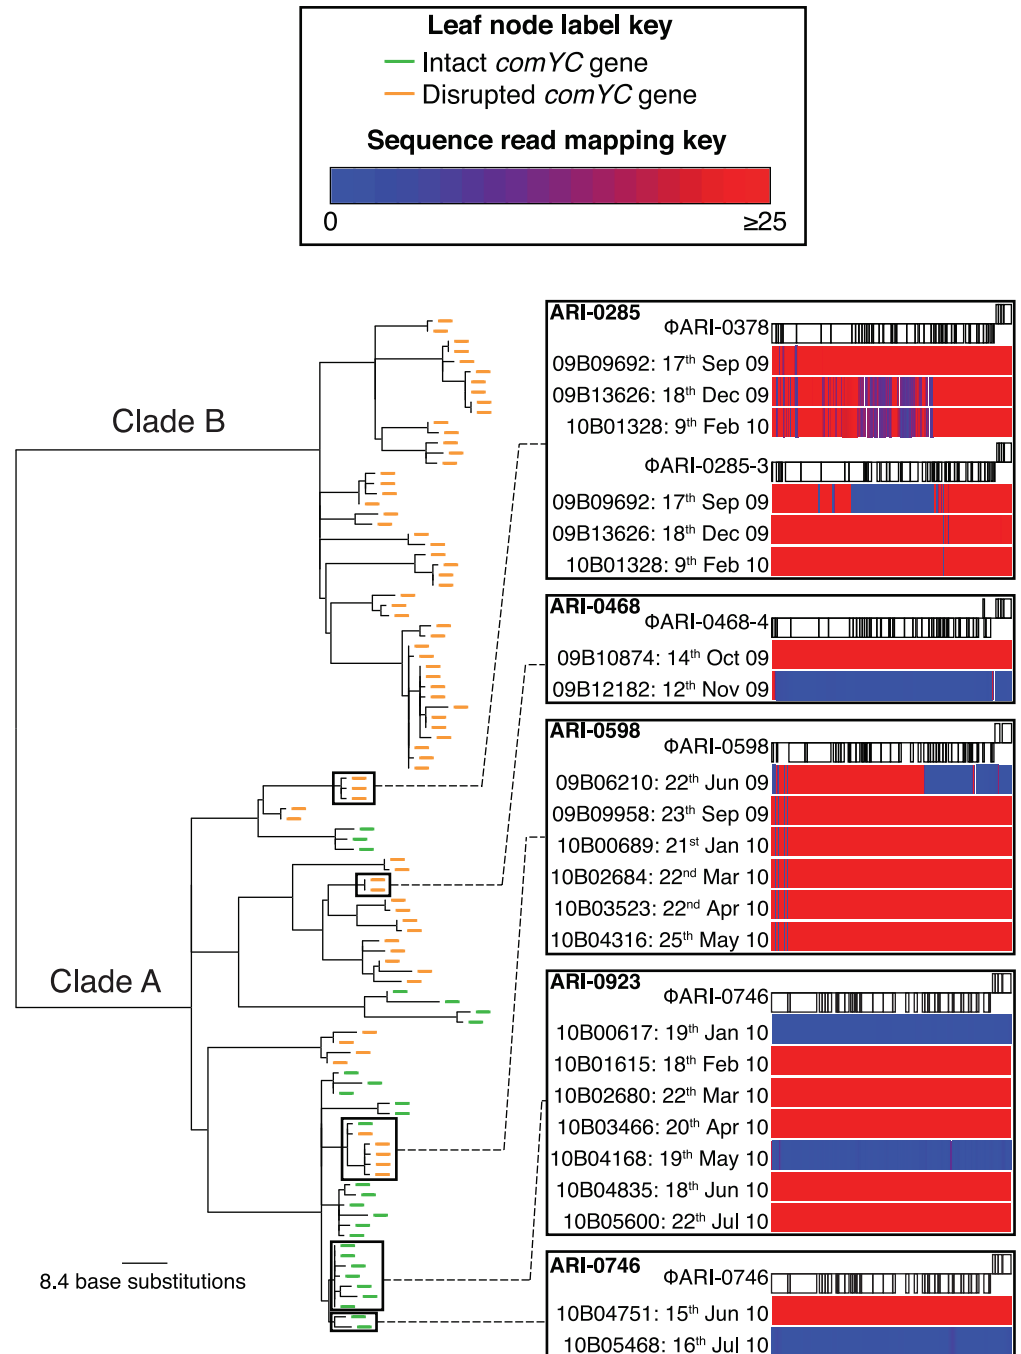 Leaf node label key
Intact comYC gene
Disrupted comYC gene
Sequence read mapping key
0
≥25
Clade B
Clade A
8.4 base substitutions
ARI-0285
ΦARI-0378
09B09692: 17th Sep 09
09B13626: 18th Dec 09
10B01328: 9th Feb 10
ΦARI-0285-3
09B09692: 17th Sep 09
09B13626: 18th Dec 09
10B01328: 9th Feb 10
ARI-0468
ΦARI-0468-4
09B10874: 14th Oct 09
09B12182: 12th Nov 09
ARI-0598
ΦARI-0598
09B06210: 22th Jun 09
09B09958: 23th Sep 09
10B00689: 21st Jan 10
10B02684: 22nd Mar 10
10B03523: 22nd Apr 10
10B04316: 25th May 10
ARI-0923
ΦARI-0746
10B00617: 19th Jan 10
10B01615: 18th Feb 10
10B02680: 22th Mar 10
10B03466: 20th Apr 10
10B04168: 19th May 10
10B04835: 18th Jun 10
10B05600: 22th Jul 10
ARI-0746
ΦARI-0746
10B04751: 15th Jun 10
10B05468: 16th Jul 10